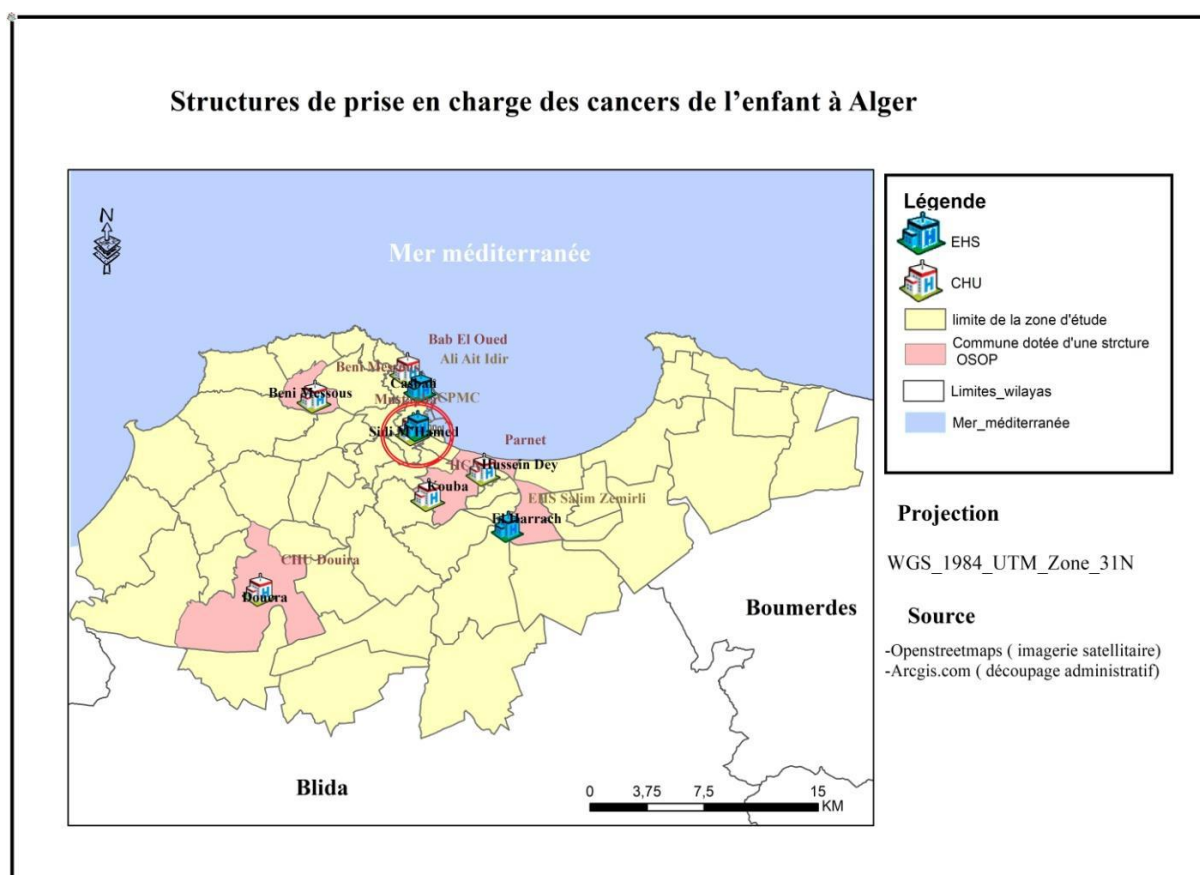 Structures de prise en charge des cancers de l'enfant à Alger
N
Mer méditerranée
Bab El Oued
Ali Ait Idir
Beni Messous
Casbah
Beni Messous
CPMC
Sidi M'Hamed
Parnet
Hussein Dey
Kouba
EHS Salim Zemirli
El Harrach
CHU Douira
Douera
Boumerdes
Blida
0 3,75 7,5 15
KM
Légende
EHS
CHU
limite de la zone d'étude
Commune dotée d'une strcture
OSOP
Limites_wilayas
Mer_méditerranée
Projection
WGS_1984_UTM_Zone_31N
Source
-Openstreetmaps ( imagerie satellitaire)
-Arcgis.com ( découpage administratif)